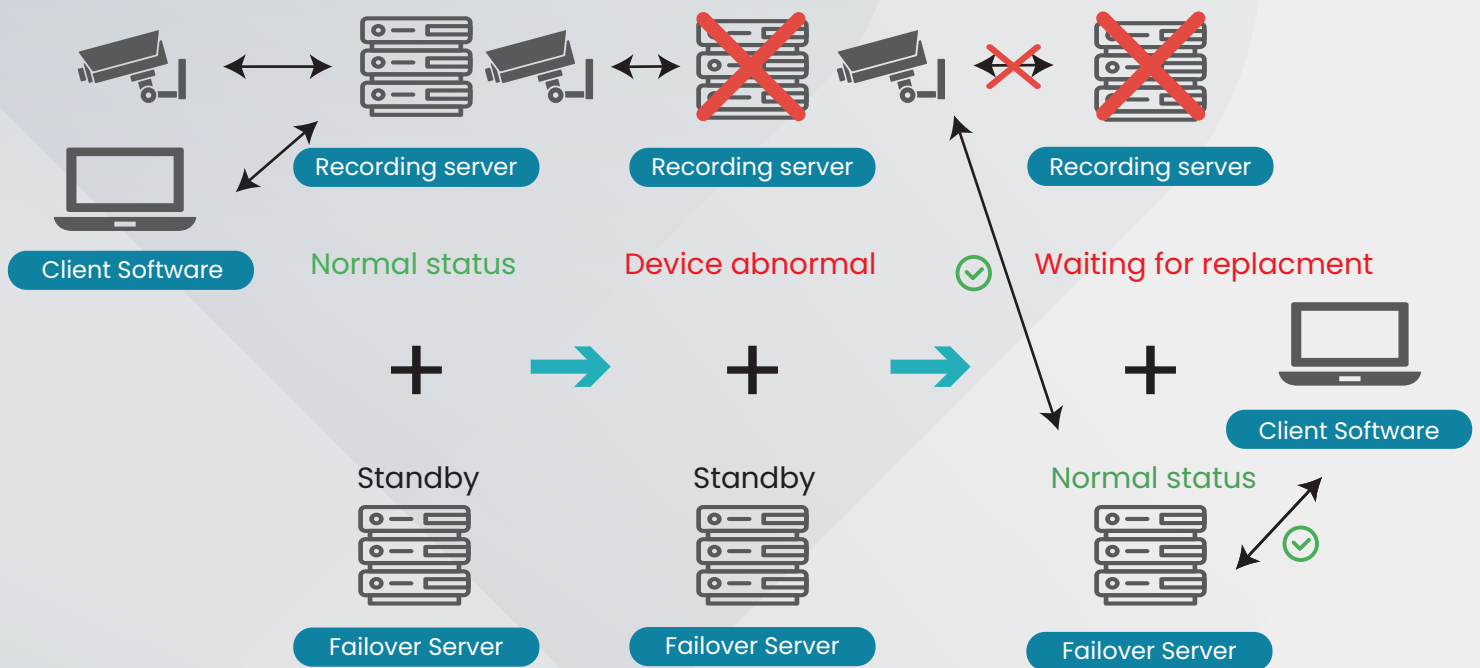 Recording server
Recording server
Recording server
Client Software
Normal status
Device abnormal
Waiting for replacment
Client Software
Standby
Standby
Normal status
Failover Server
Failover Server
Failover Server